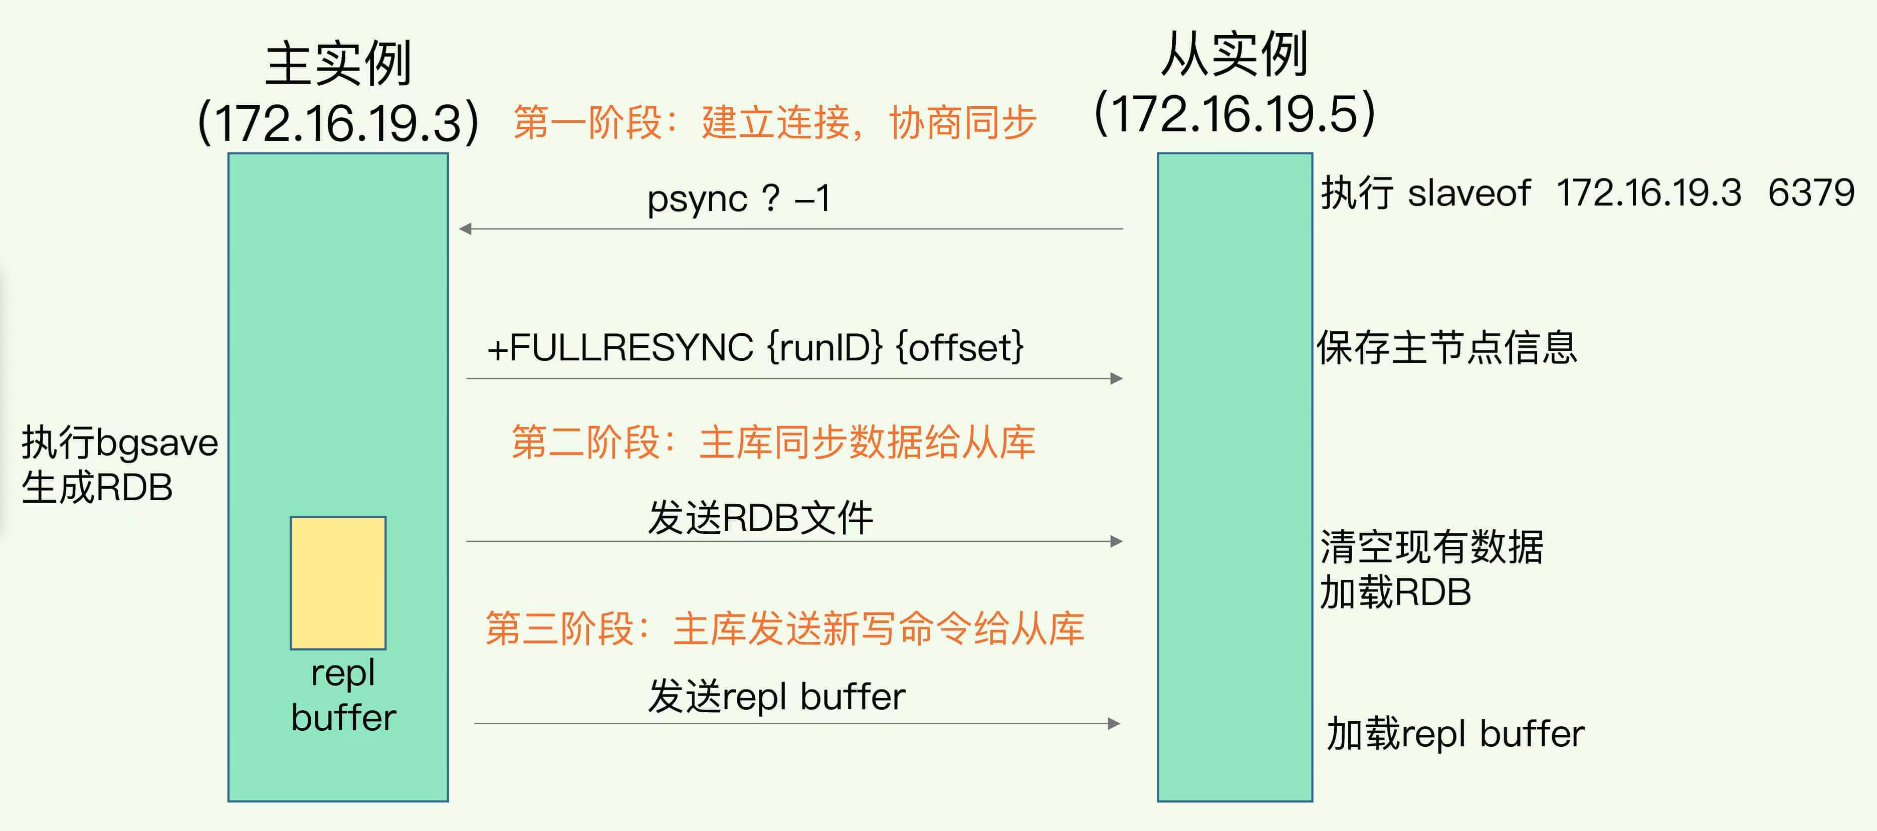 主实例
(172.16.19.3)
从实例
(172.16.19.5)
第一阶段：建立连接，协商同步
执行 slaveof 172.16.19.3 6379
psync ? –1
+FULLRESYNC {runID} {offset}
保存主节点信息
执行bgsave
生成RDB
第二阶段：主库同步数据给从库
发送RDB文件
清空现有数据
加载RDB
第三阶段：主库发送新写命令给从库
repl
buffer
发送repl buffer
加载repl buffer